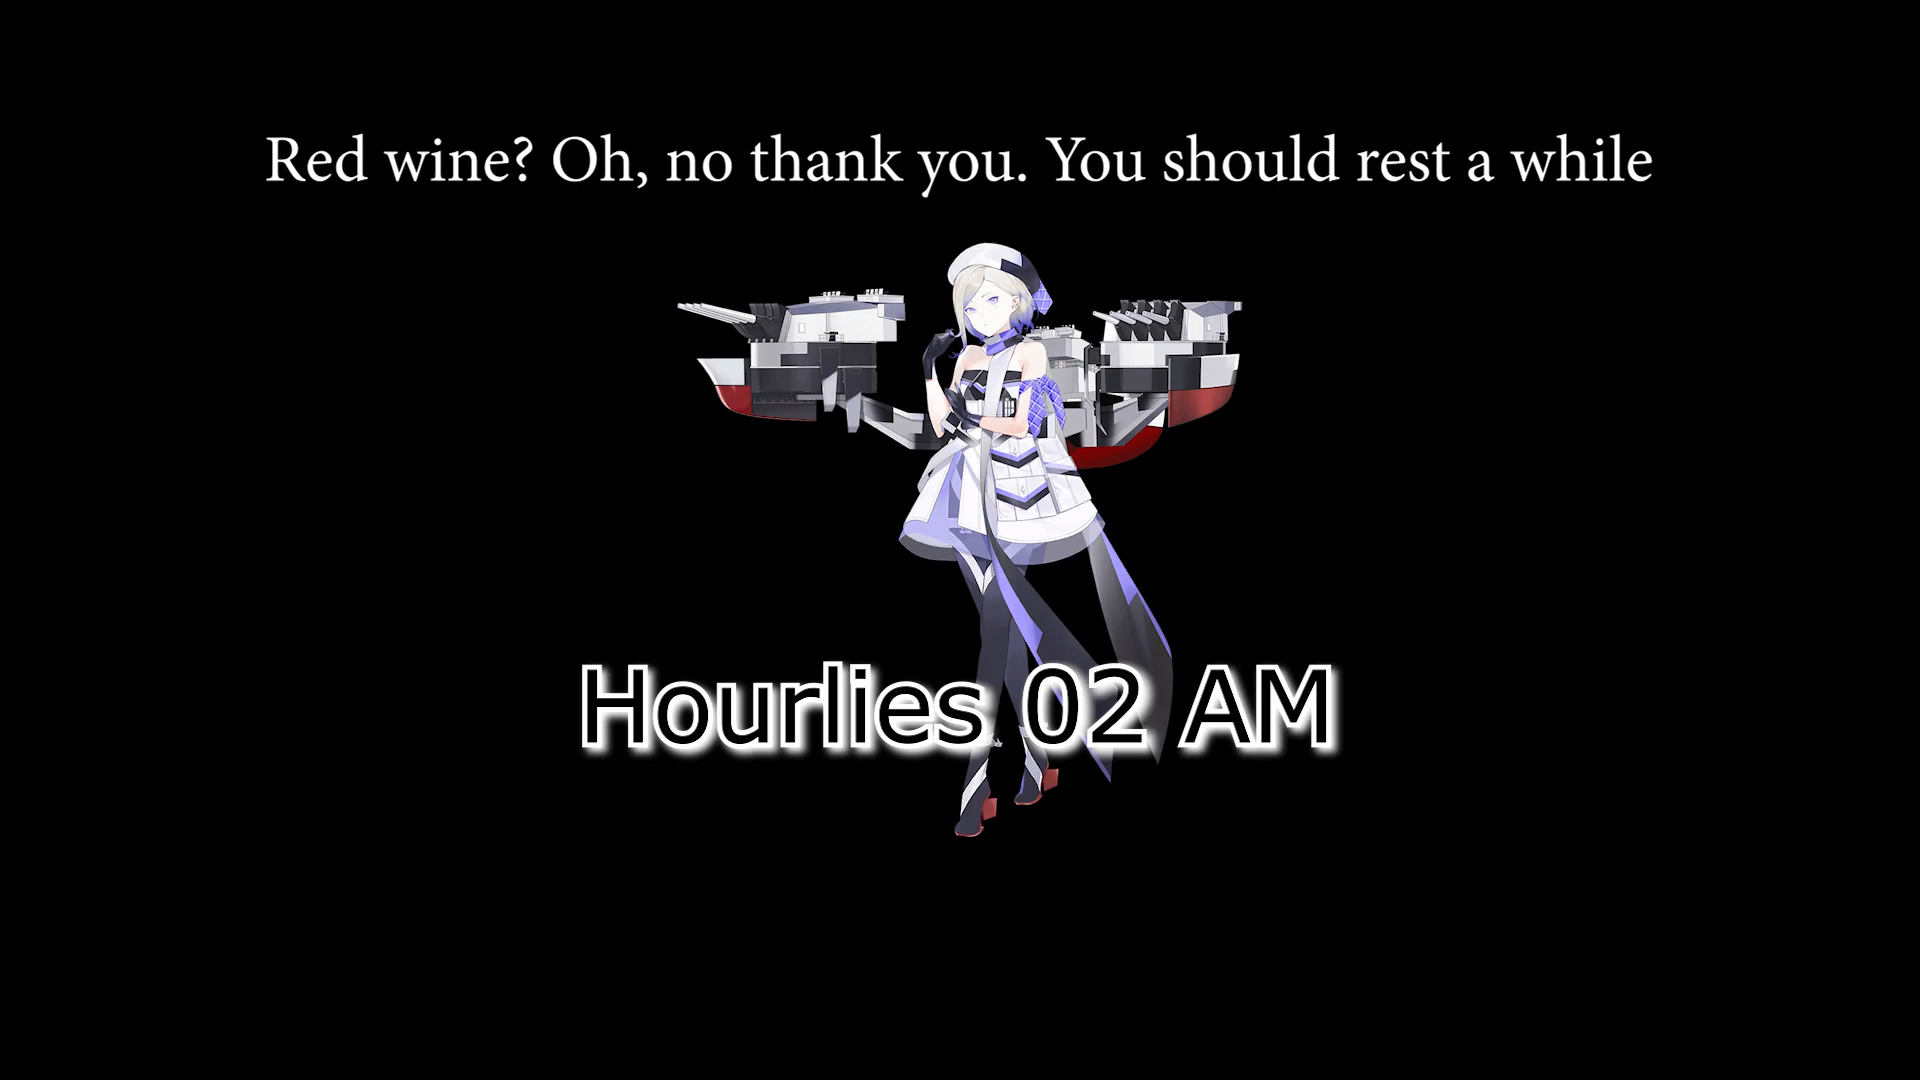 Red wine? Oh, no thank you. You should rest a while
Hourlies 02 AM